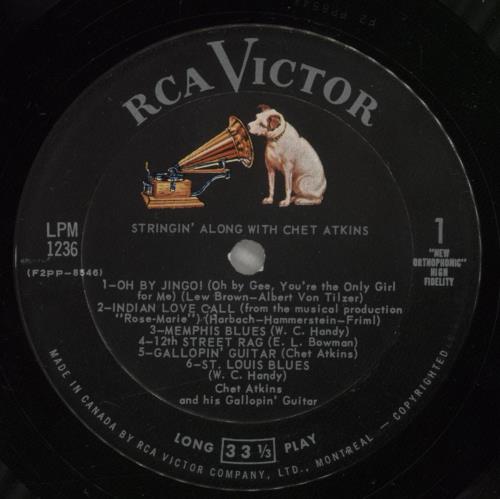 RCA VICTOR
STRINGIN' ALONG WITH CHET ATKINS
LPM
1236
(F2PP-8546)
1
"NEW
ORTHOPHONIC"
HIGH
FIDELITY
1-OH BY JINGO! (Oh by Gee, You're the Only Girl
for Me) (Lew Brown-Albert Von Tilzer)
2-INDIAN LOVE CALL (from the musical production
"Rose-Marie") (Harbach-Hammerstein-Friml)
3-MEMPHIS BLUES (W. C. Handy)
4-12th STREET RAG (E. L. Bowman)
5-GALLOPIN' GUITAR (Chet Atkins)
6-ST. LOUIS BLUES
(W. C. Handy)
Chet Atkins
and his Gallopin' Guitar
LONG 33 1/3 PLAY
MADE IN CANADA BY RCA VICTOR COMPANY, LTD., MONTREAL — COPYRIGHTED